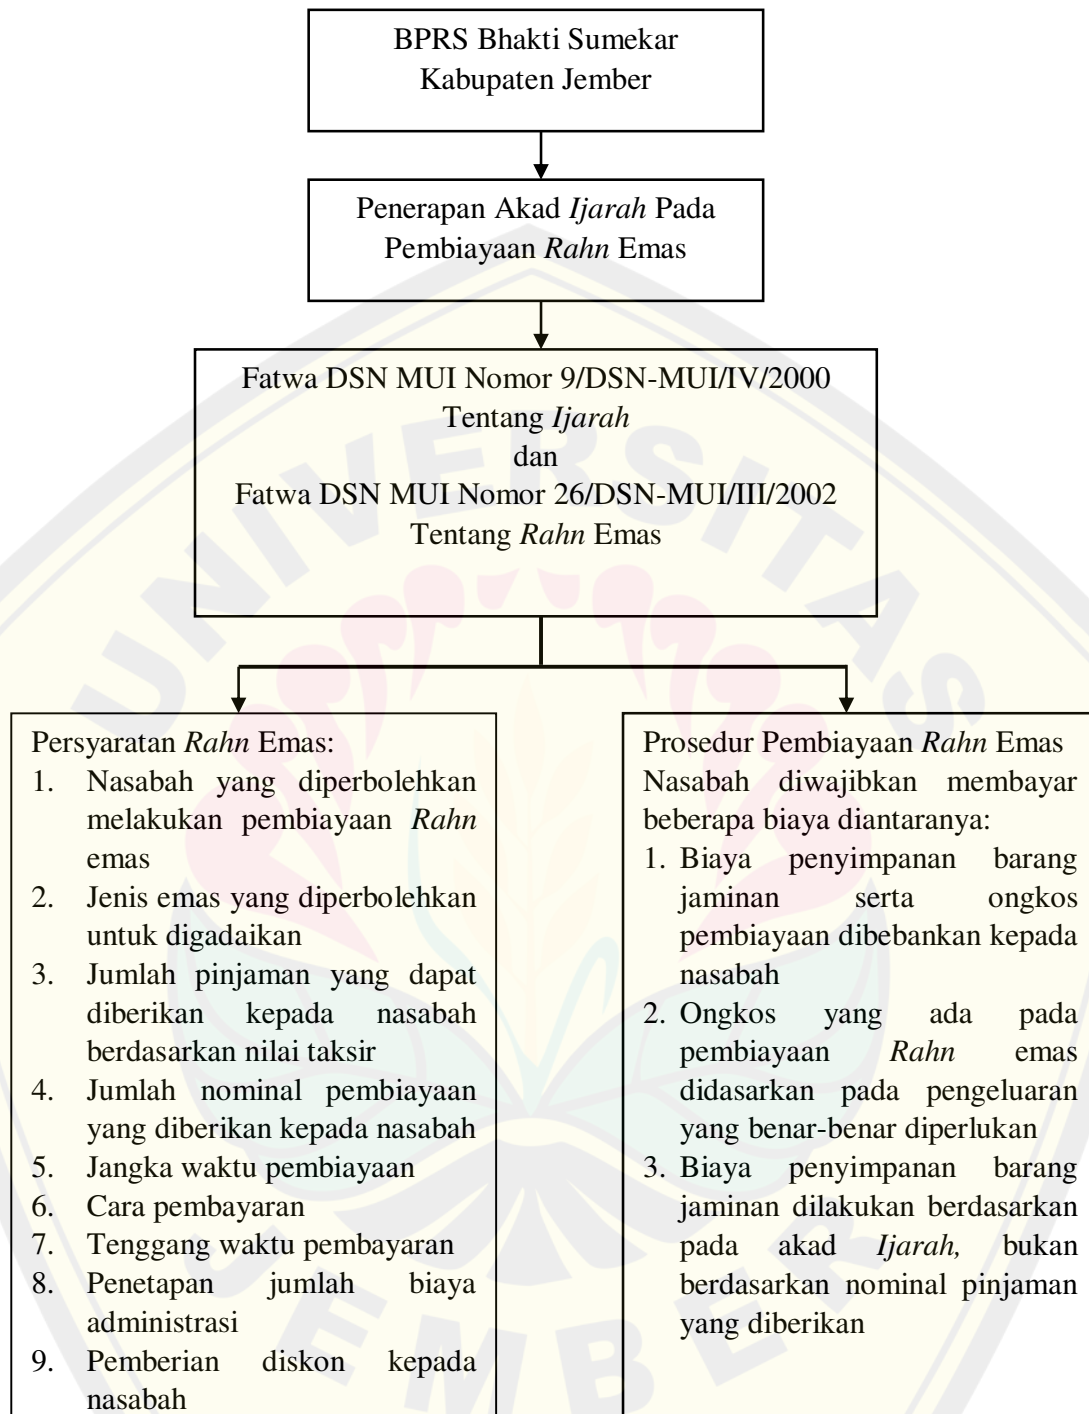 BPRS Bhakti Sumekar
Kabupaten Jember
Penerapan Akad Ijarah Pada
Pembiayaan Rahn Emas
Fatwa DSN MUI Nomor 9/DSN-MUI/IV/2000
Tentang Ijarah
dan
Fatwa DSN MUI Nomor 26/DSN-MUI/III/2002
Tentang Rahn Emas
Persyaratan Rahn Emas:
1. Nasabah yang diperbolehkan
melakukan pembiayaan Rahn
emas
2. Jenis emas yang diperbolehkan
untuk digadaikan
3. Jumlah pinjaman yang dapat
diberikan kepada nasabah
berdasarkan nilai taksir
4. Jumlah nominal pembiayaan
yang diberikan kepada nasabah
5. Jangka waktu pembiayaan
6. Cara pembayaran
7. Tenggang waktu pembayaran
8. Penetapan jumlah biaya
administrasi
9. Pemberian diskon kepada
nasabah
Prosedur Pembiayaan Rahn Emas
Nasabah diwajibkan membayar
beberapa biaya diantaranya:
1. Biaya penyimpanan barang
jaminan serta ongkos
pembiayaan dibebankan kepada
nasabah
2. Ongkos yang ada pada
pembiayaan Rahn emas
didasarkan pada pengeluaran
yang benar-benar diperlukan
3. Biaya penyimpanan barang
jaminan dilakukan berdasarkan
pada akad Ijarah, bukan
berdasarkan nominal pinjaman
yang diberikan
UNIVERSITAS
JEMBER